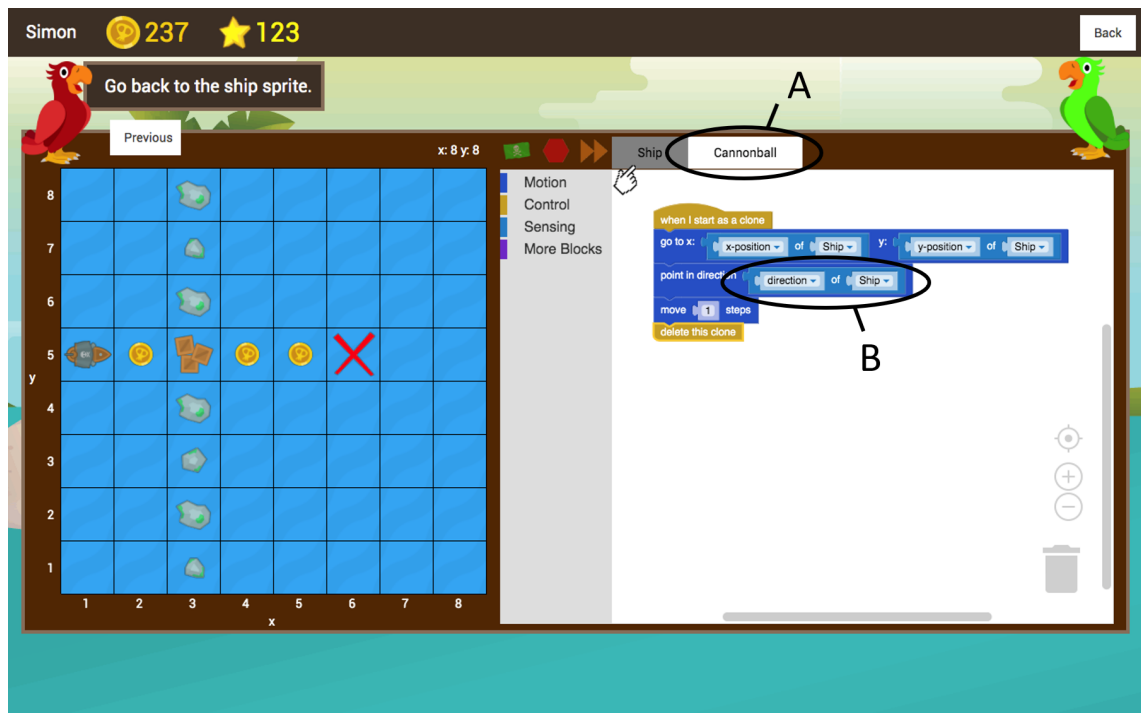 Simon 237 123 Back
A
Go back to the ship sprite.
Previous
x: 8 y: 8
Ship Cannonball
Motion
Control
Sensing
More Blocks
when I start as a clone
go to x: x-position of Ship y: y-position of Ship
point in direction direction of Ship
move 1 steps
delete this clone
B
8
7
6
5
y
4
3
2
1
1 2 3 4 5 6 7 8
x